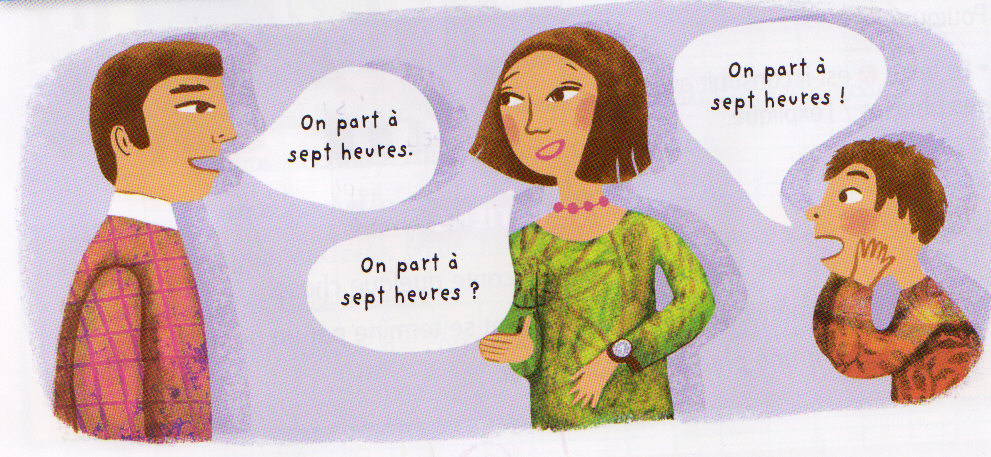 On part à
sept heures.
On part à
sept heures ?
On part à
sept heures !